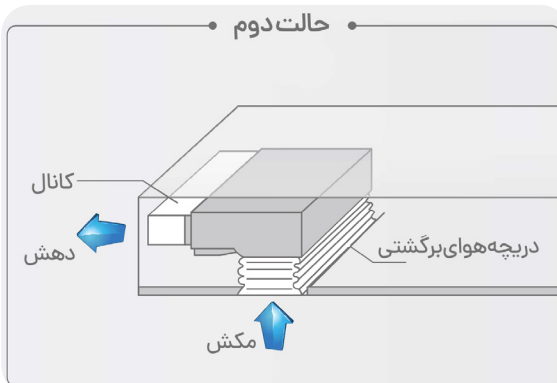 حالت دوم
کانال
دهش
دریچه هوای برگشتی
مکش